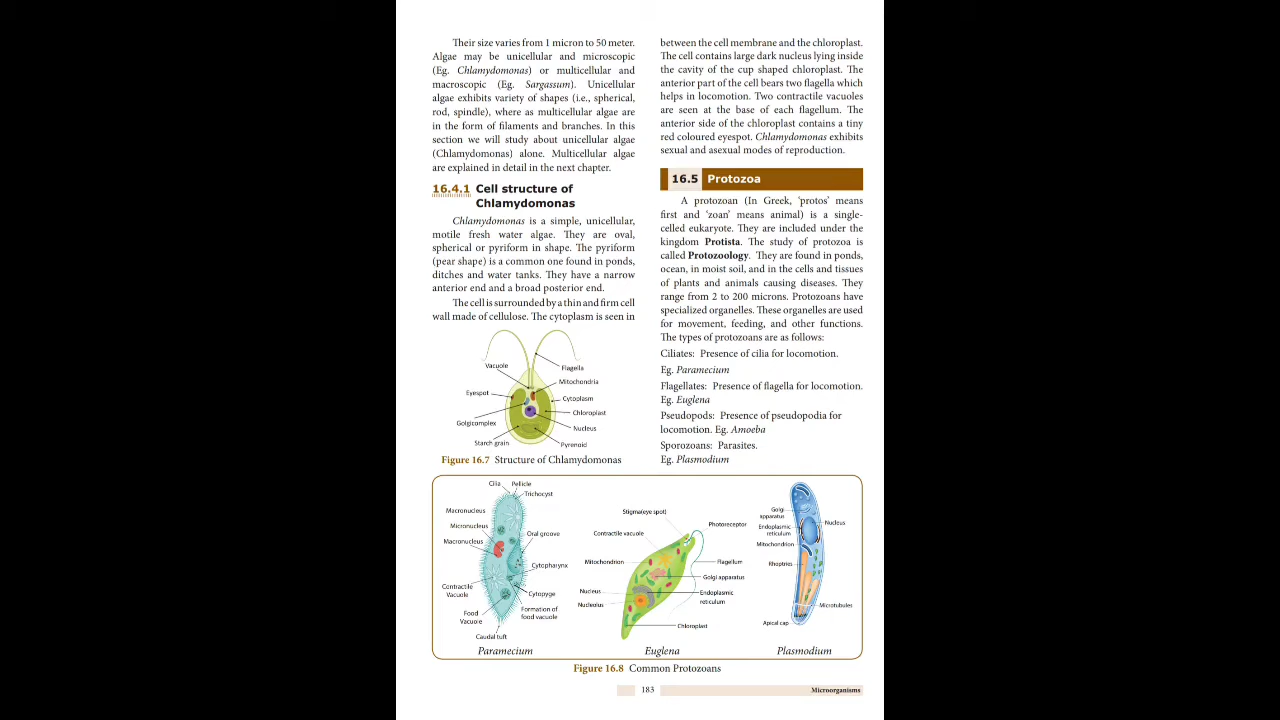 Their size varies from 1 micron to 50 meter.
Algae may be unicellular and microscopic
(Eg. Chlamydomonas) or multicellular and
macroscopic (Eg. Sargassum). Unicellular
algae exhibits variety of shapes (i.e., spherical,
rod, spindle), where as multicellular algae are
in the form of filaments and branches. In this
section we will study about unicellular algae
(Chlamydomonas) alone. Multicellular algae
are explained in detail in the next chapter.
16.4.1 Cell structure of
Chlamydomonas
Chlamydomonas is a simple, unicellular,
motile fresh water algae. They are oval,
spherical or pyriform in shape. The pyriform
(pear shape) is a common one found in ponds,
ditches and water tanks. They have a narrow
anterior end and a broad posterior end.
The cell is surrounded by a thin and firm cell
wall made of cellulose. The cytoplasm is seen in
Vacuole
Flagella
Mitochondria
Eyespot
Cytoplasm
Chloroplast
Golgicomplex
Nucleus
Starch grain
Pyrenoid
Figure 16.7 Structure of Chlamydomonas
between the cell membrane and the chloroplast.
The cell contains large dark nucleus lying inside
the cavity of the cup shaped chloroplast. The
anterior part of the cell bears two flagella which
helps in locomotion. Two contractile vacuoles
are seen at the base of each flagellum. The
anterior side of the chloroplast contains a tiny
red coloured eyespot. Chlamydomonas exhibits
sexual and asexual modes of reproduction.
16.5 Protozoa
A protozoan (In Greek, ‘protos’ means
first and ‘zoan’ means animal) is a single-
celled eukaryote. They are included under the
kingdom Protista. The study of protozoa is
called Protozoology. They are found in ponds,
ocean, in moist soil, and in the cells and tissues
of plants and animals causing diseases. They
range from 2 to 200 microns. Protozoans have
specialized organelles. These organelles are used
for movement, feeding, and other functions.
The types of protozoans are as follows:
Ciliates: Presence of cilia for locomotion.
Eg. Paramecium
Flagellates: Presence of flagella for locomotion.
Eg. Euglena
Pseudopods: Presence of pseudopodia for
locomotion. Eg. Amoeba
Sporozoans: Parasites.
Eg. Plasmodium
Cilia
Pellicle
Trichocyst
Macronucleus
Micronucleus
Oral groove
Macronucleus
Cytopharynx
Contractile
Vacuole
Cytopyge
Food
Vacuole
Formation of
food vacuole
Caudal tuft
Paramecium
Stigma(eye spot)
Photoreceptor
Contractile vacuole
Mitochondrion
Flagellum
Golgi apparatus
Nucleus
Endoplasmic
reticulum
Nucleolus
Chloroplast
Euglena
Golgi
apparatus
Nucleus
Endoplasmic
reticulum
Mitochondrion
Rhoptries
Microtubules
Apical cap
Plasmodium
Figure 16.8 Common Protozoans
183
Microorganisms